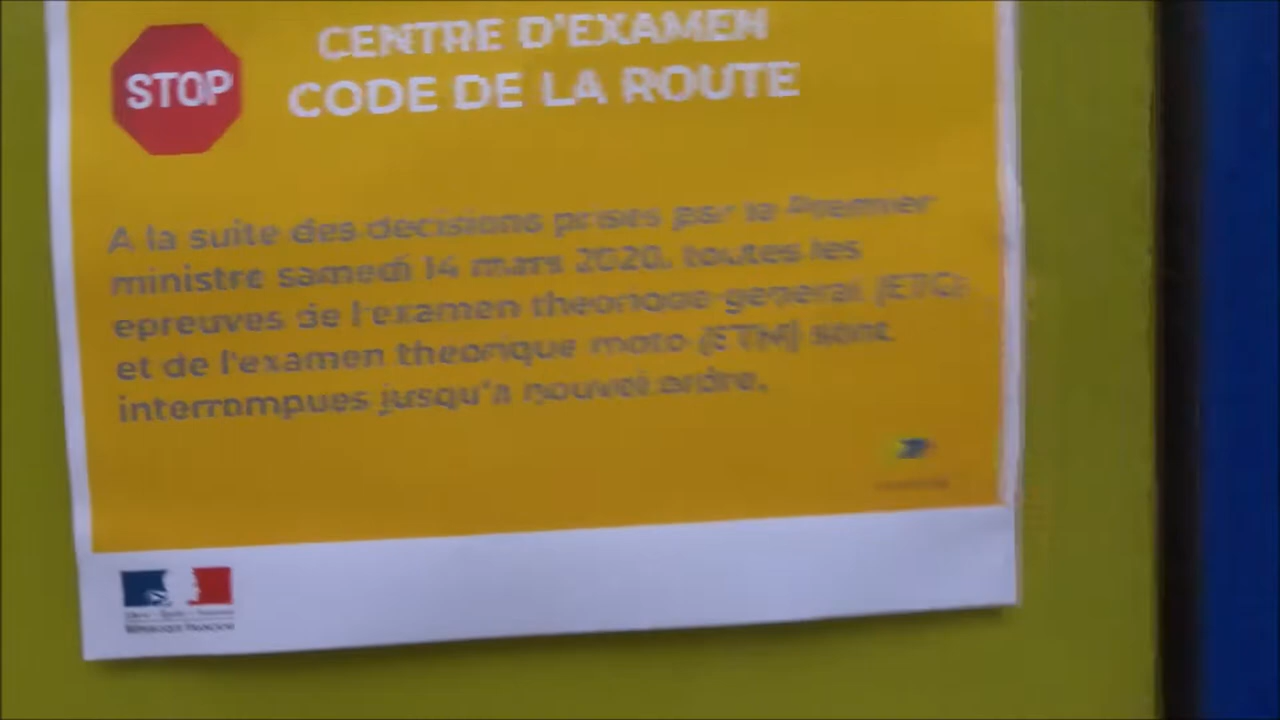 STOP
CENTRE D'EXAMEN
CODE DE LA ROUTE
A la suite des decisions prises par le Premier
ministre samedi 14 mars 2020, toutes les
epreuves de l'examen theorique general (ETG)
et de l'examen theorique moto (ETM) sont
interrompues jusqu'a nouvel ordre.
RÉPUBLIQUE FRANÇAISE